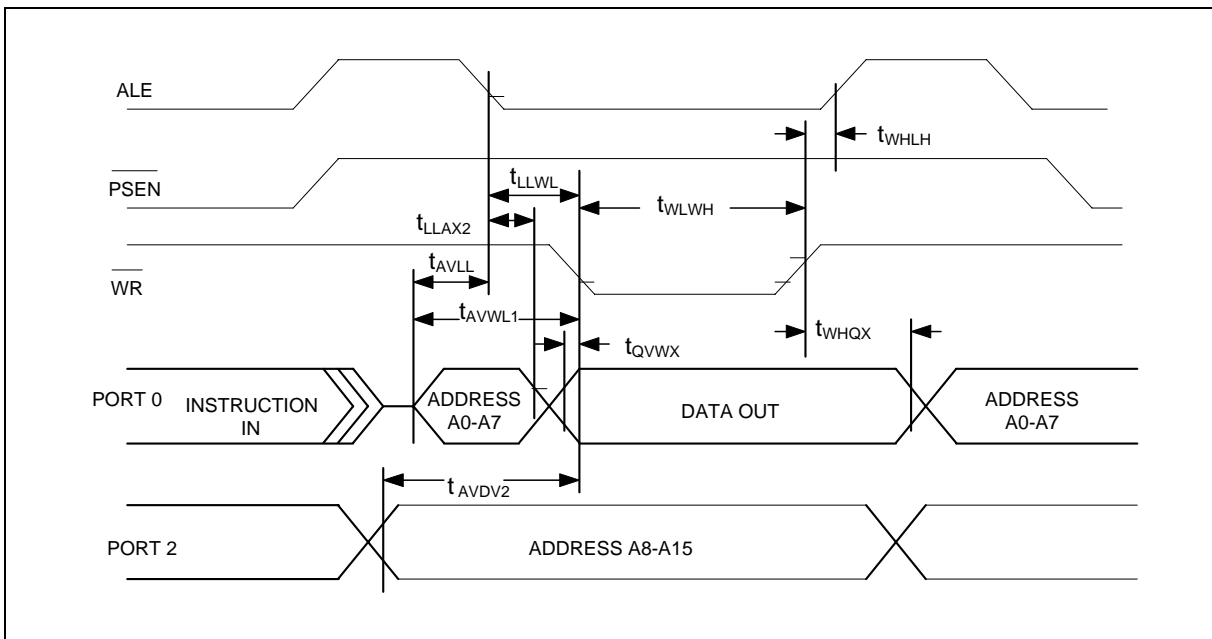 ALE
tWHLH
PSEN
tLLWL
tWLWH
tLLAX2
tAVLL
WR
tAVWL1
tWHQX
tQVWX
PORT 0
INSTRUCTION
IN
ADDRESS
A0-A7
DATA OUT
ADDRESS
A0-A7
t AVDV2
PORT 2
ADDRESS A8-A15